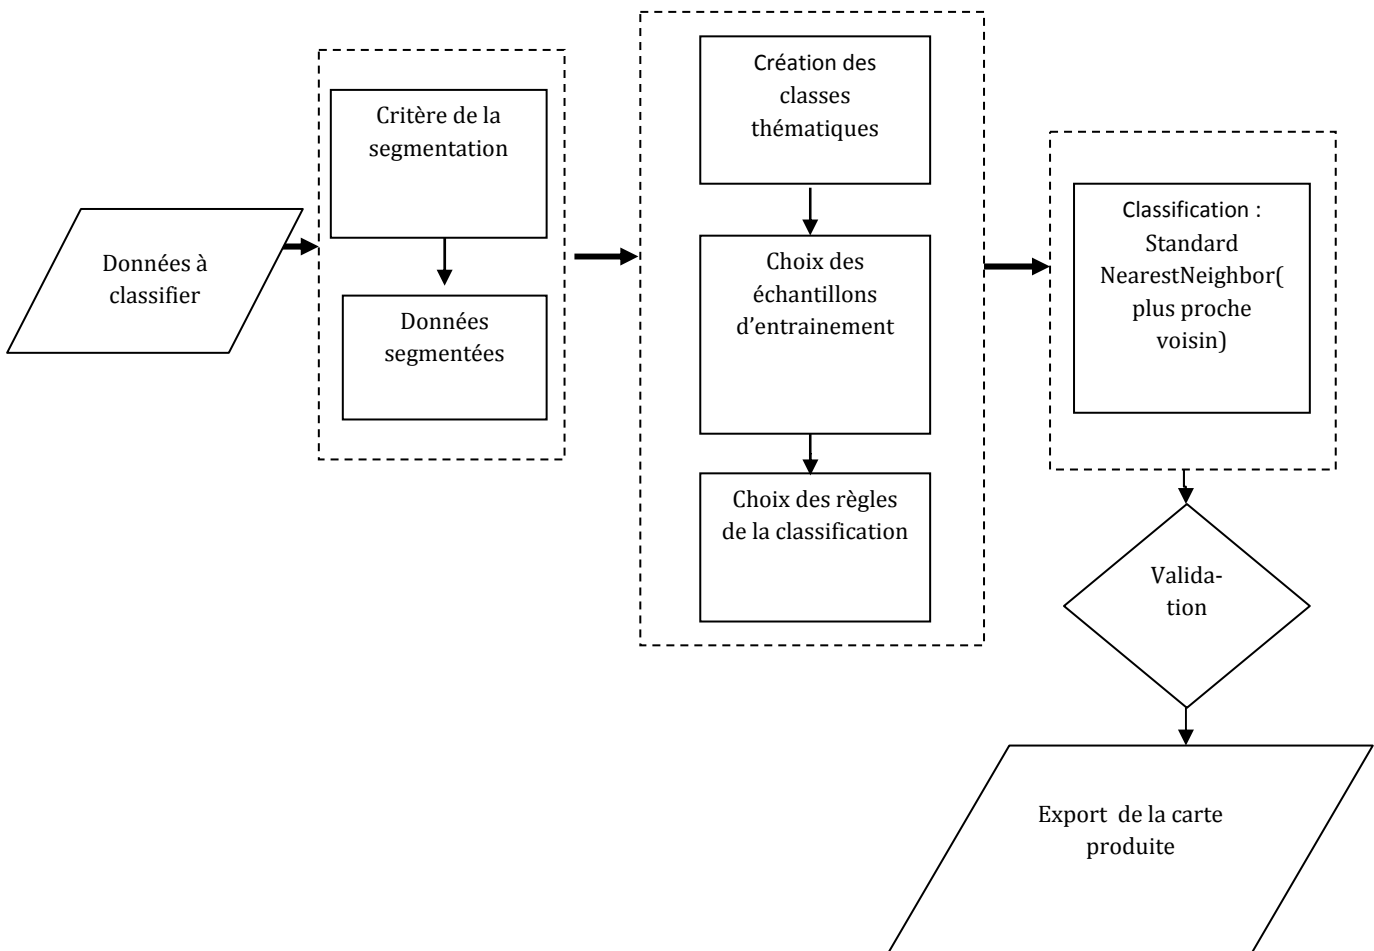 Données à
classifier
Critère de la
segmentation
Données
segmentées
Création des
classes
thématiques
Choix des
échantillons
d’entrainement
Choix des règles
de la classification
Classification :
Standard
NearestNeighbor(
plus proche
voisin)
Valida-
tion
Export  de la carte
produite